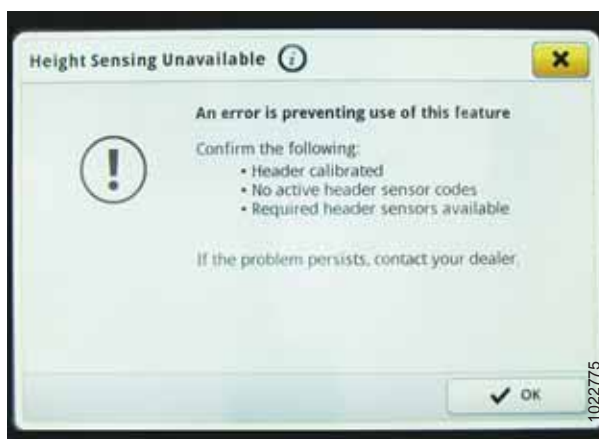 Height Sensing Unavailable
An error is preventing use of this feature
Confirm the following:
• Header calibrated
• No active header sensor codes
• Required header sensors available
If the problem persists, contact your dealer.
OK
1022775